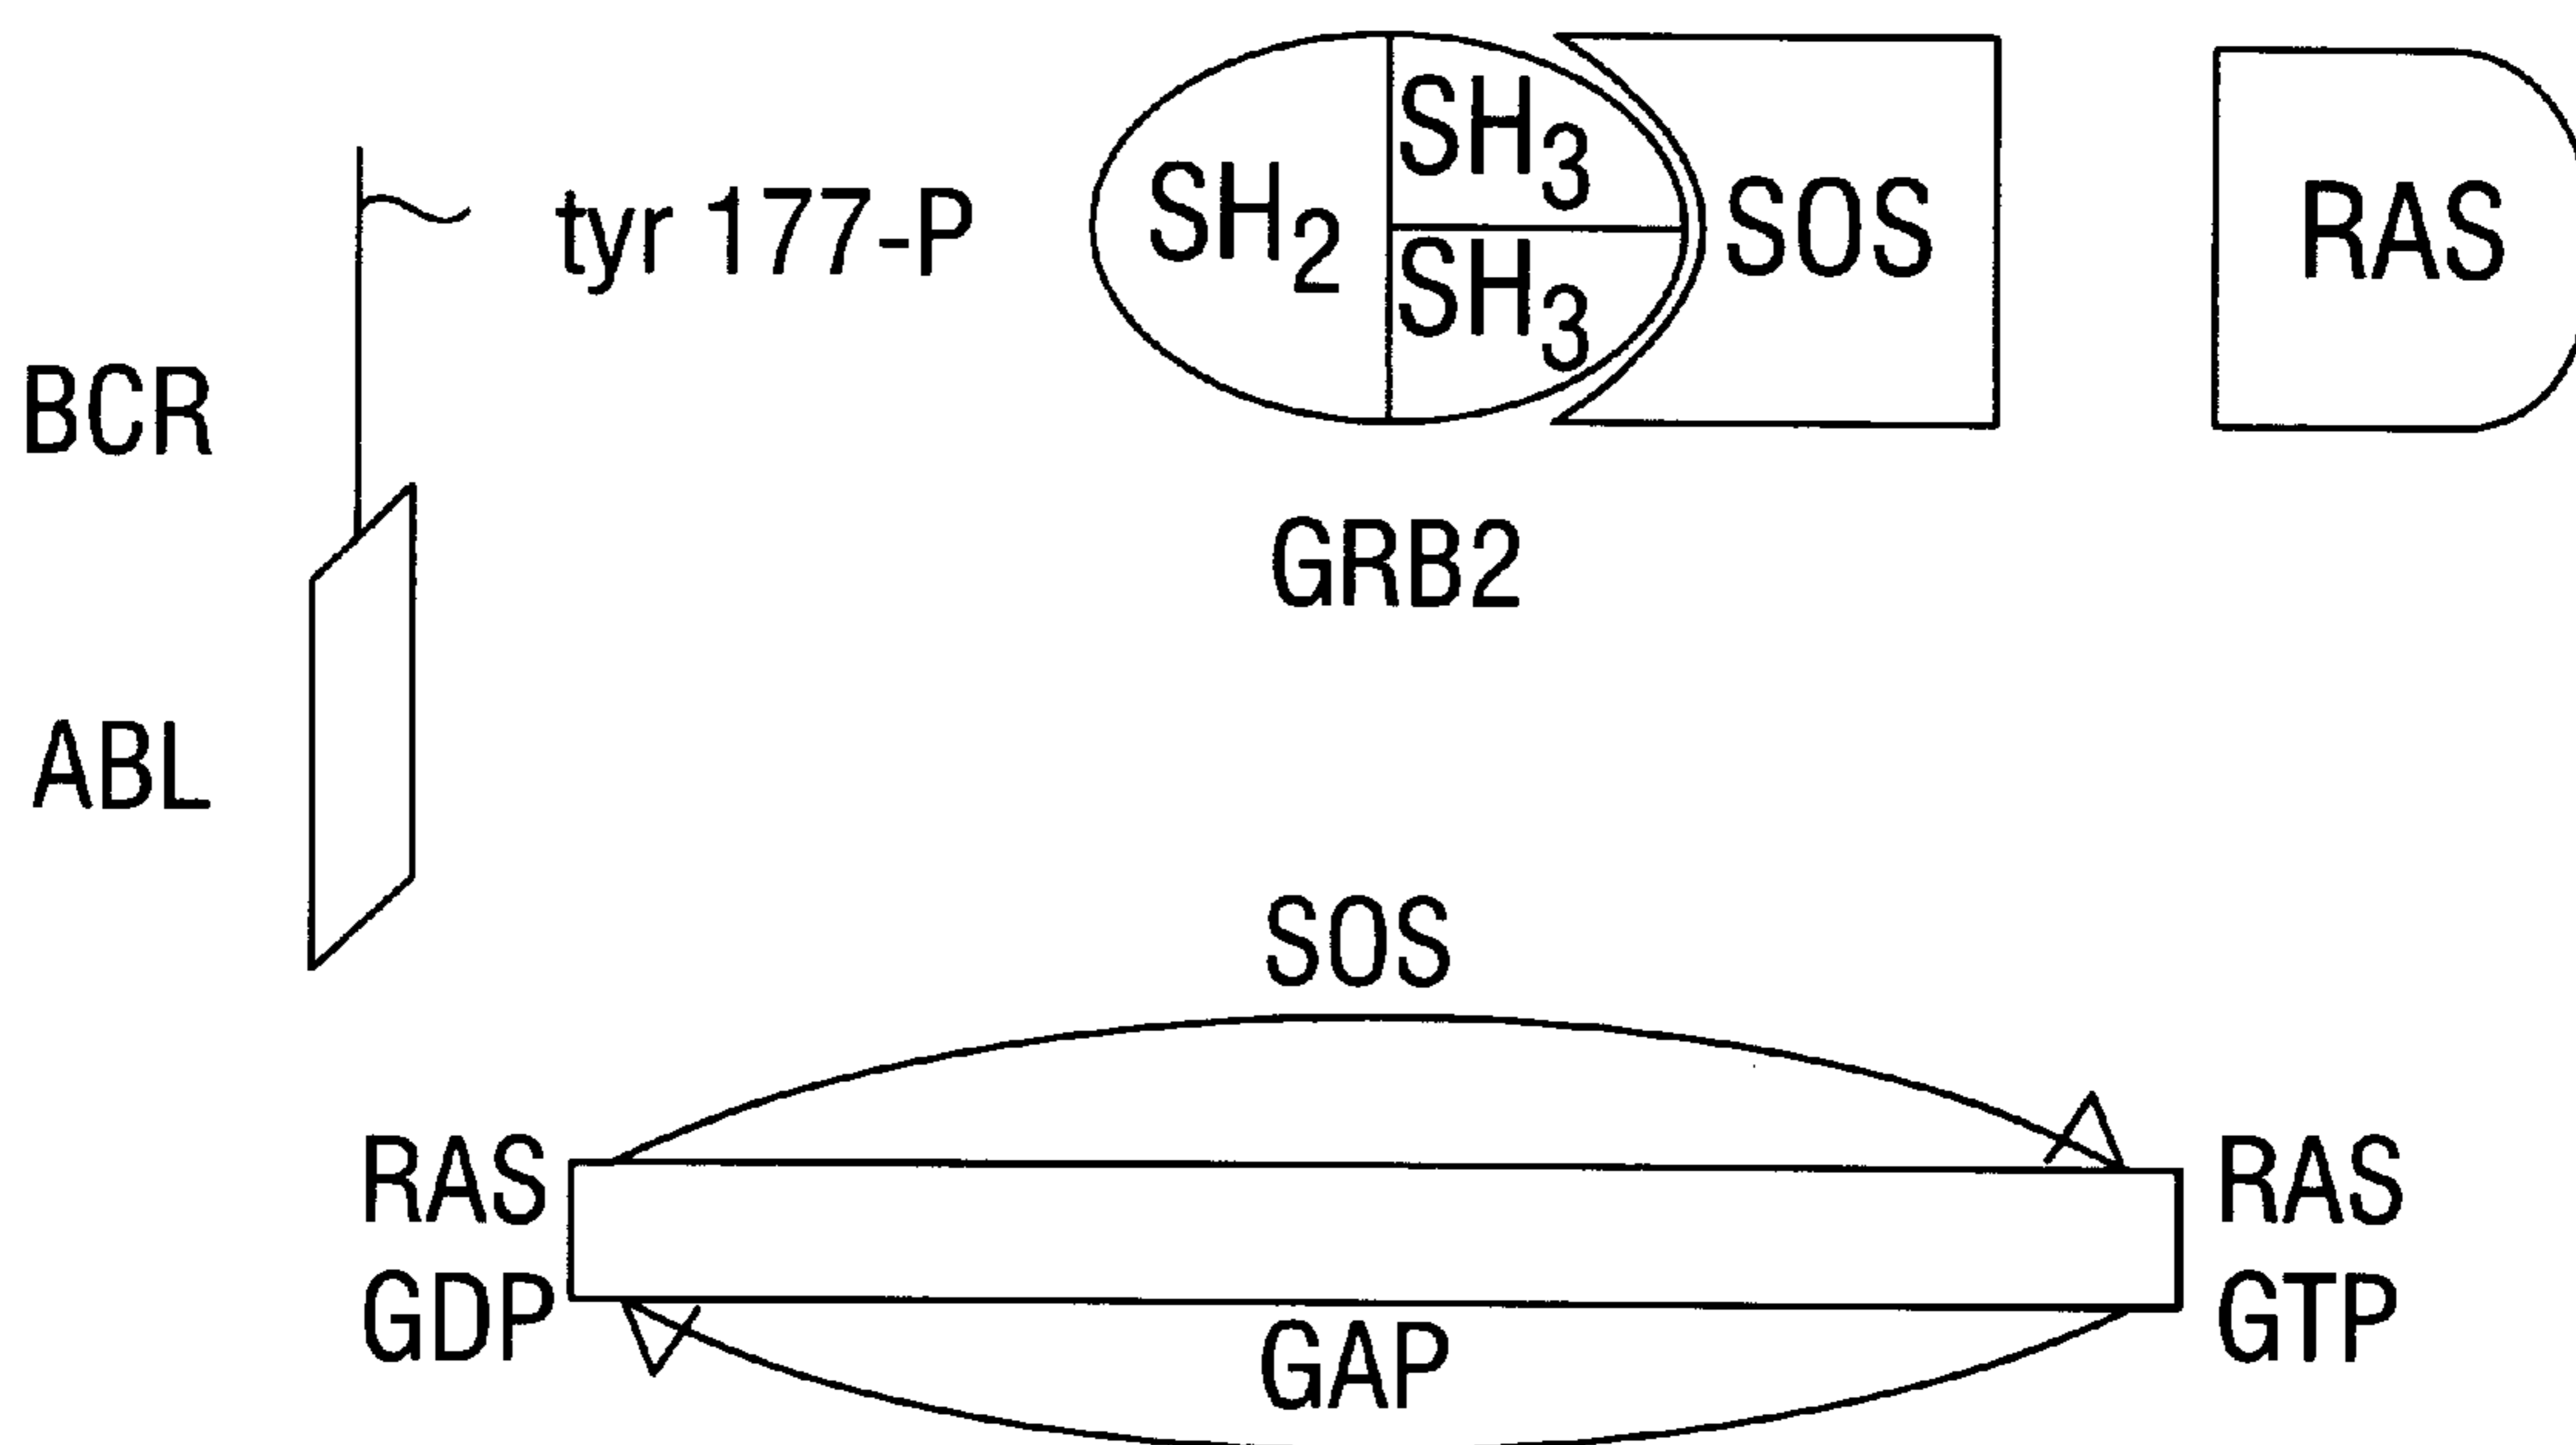 tyr 177-P
SH2
SH3
SH3
SOS
RAS
BCR
GRB2
ABL
SOS
RAS
GDP
GAP
RAS
GTP